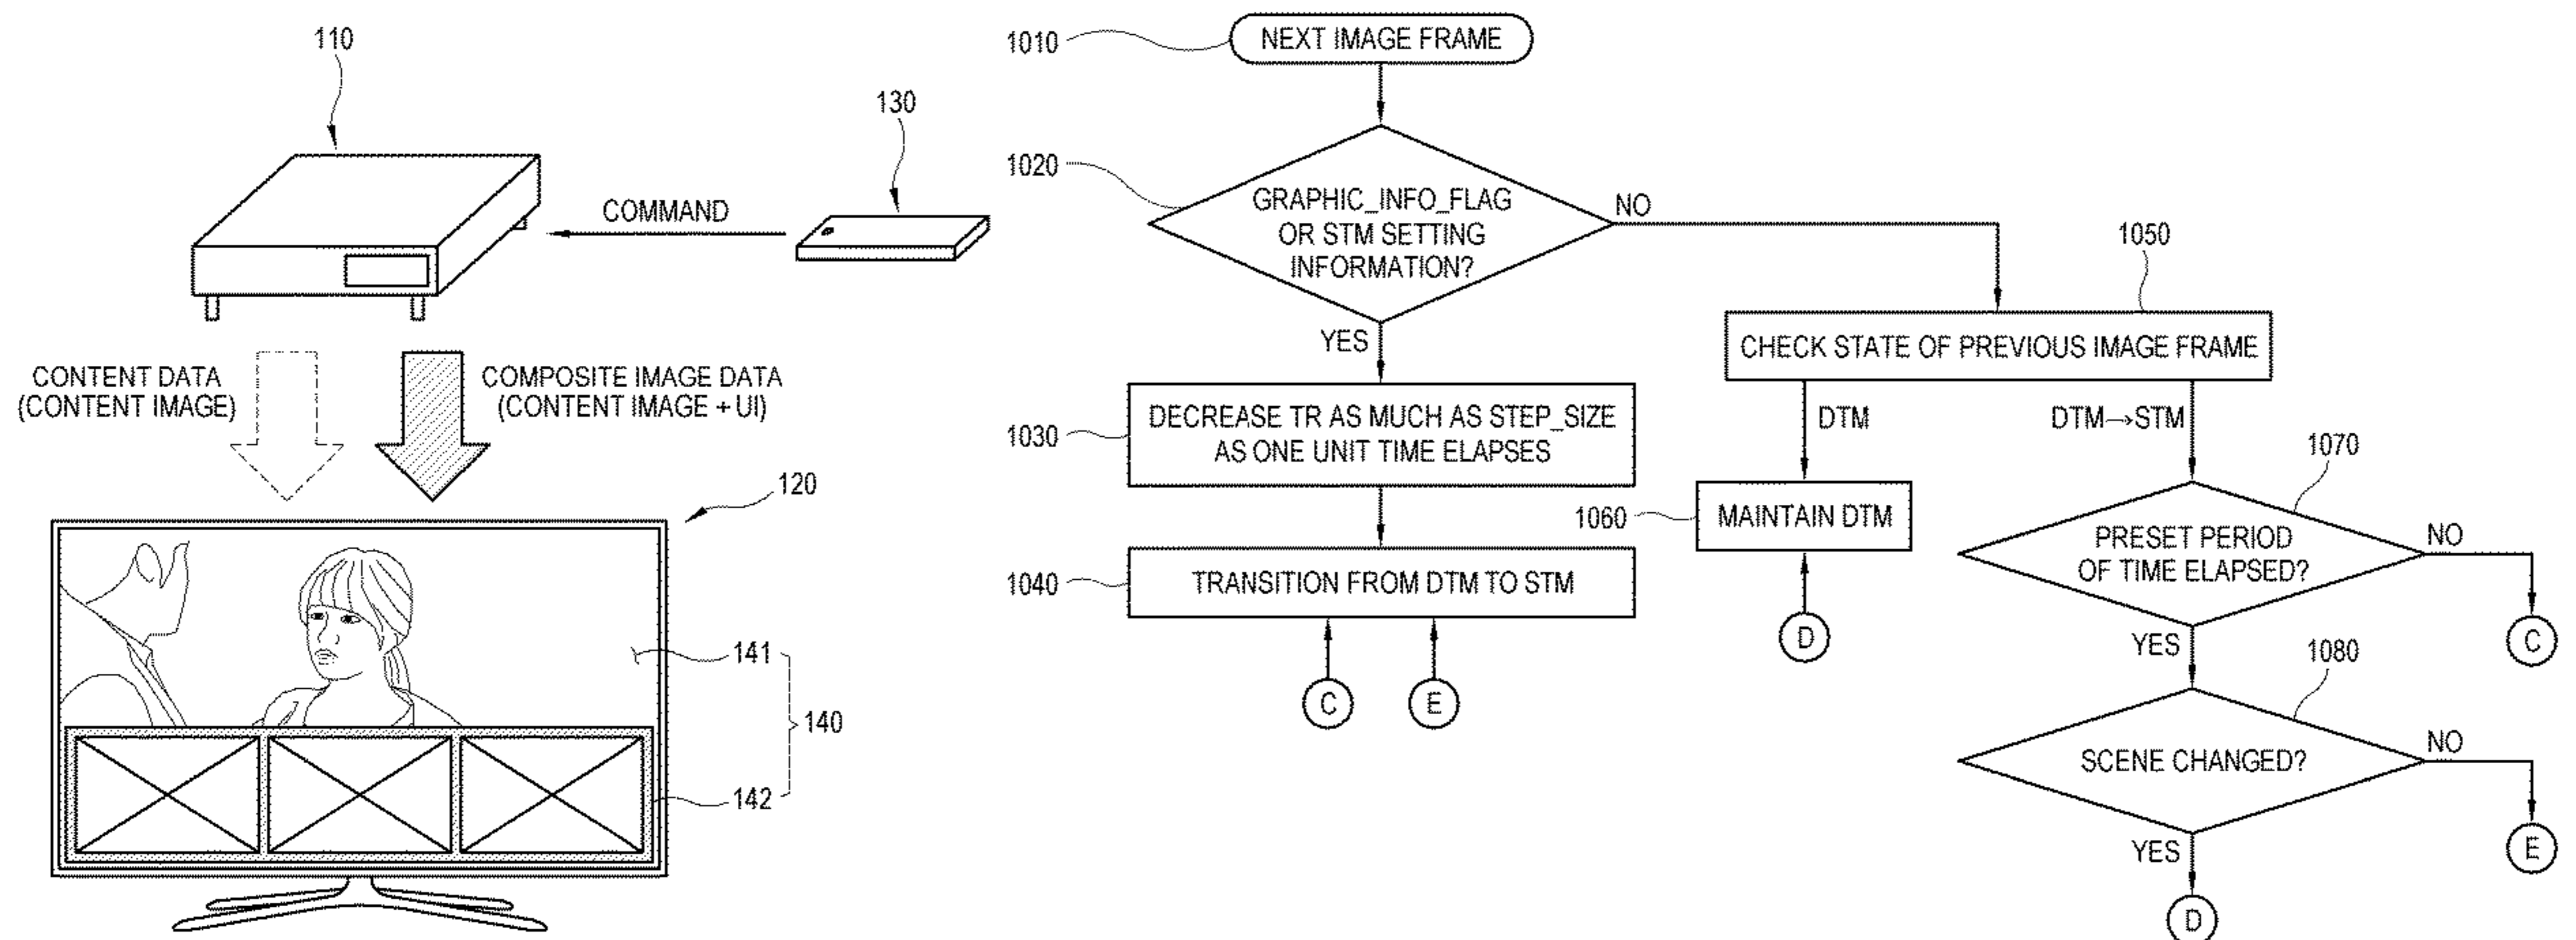 110
130
COMMAND
CONTENT DATA
(CONTENT IMAGE)
COMPOSITE IMAGE DATA
(CONTENT IMAGE + UI)
120
141
140
142
1010
NEXT IMAGE FRAME
1020
GRAPHIC_INFO_FLAG
OR STM SETTING
INFORMATION?
NO
YES
1030
DECREASE TR AS MUCH AS STEP_SIZE
AS ONE UNIT TIME ELAPSES
1040
TRANSITION FROM DTM TO STM
C
E
1050
CHECK STATE OF PREVIOUS IMAGE FRAME
DTM
DTM→STM
1060
MAINTAIN DTM
D
1070
PRESET PERIOD
OF TIME ELAPSED?
NO
C
YES
1080
SCENE CHANGED?
NO
E
YES
D